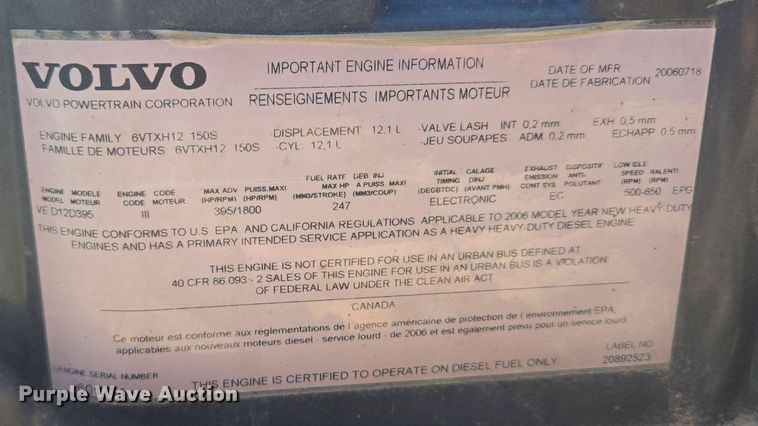 VOLVO
VOLVO POWERTRAIN CORPORATION
IMPORTANT ENGINE INFORMATION
RENSEIGNEMENTS IMPORTANTS MOTEUR
DATE OF MFR 20060718
DATE DE FABRICATION
ENGINE FAMILY 6VTXH12 150S -DISPLACEMENT 12,1 L -VALVE LASH INT 0,2 mm EXH 0,5 mm
FAMILLE DE MOTEURS 6VTXH12 150S -CYL 12,1 L -JEU SOUPAPES ADM 0,2 mm ECHAPP 0,5 mm
ENGINE MODELE ENGINE CODE MAX ADV PUISS.MAXI FUEL RATE DEB INJ INITIAL CALAGE EXHAUST DISPOSITIF LOW IDLE
MODEL MOTEUR CODE MOTEUR (HP/RPM) (HP/RPM) MAX HP A PUISS MAXI TIMING DINJ EMISSION ANTI- SPEED RALENTI
(MM3/STROKE) (MM3/COUP) (DEGBTDC) (AVANT PMH) CONT SYS POLLUTANT (RPM) (RPM)
VE D12D395 III 395/1800 247 ELECTRONIC EC 500-650 EPG
THIS ENGINE CONFORMS TO U.S. EPA AND CALIFORNIA REGULATIONS APPLICABLE TO 2006 MODEL YEAR NEW HEAVY-DUTY
ENGINES AND HAS A PRIMARY INTENDED SERVICE APPLICATION AS A HEAVY HEAVY-DUTY DIESEL ENGINE
THIS ENGINE IS NOT CERTIFIED FOR USE IN AN URBAN BUS DEFINED AT
40 CFR 86.093-2 SALES OF THIS ENGINE FOR USE IN AN URBAN BUS IS A VIOLATION
OF FEDERAL LAW UNDER THE CLEAN AIR ACT
CANADA
Ce moteur est conforme aux réglementations de l agence américaine de protection de l environnement EPA,
applicables aux nouveaux moteurs diesel - service lourd - de 2006 et est également prévu pour un service lourd.
ENGINE SERIAL NUMBER
LABEL NO.
20892523
THIS ENGINE IS CERTIFIED TO OPERATE ON DIESEL FUEL ONLY.
Purple Wave Auction